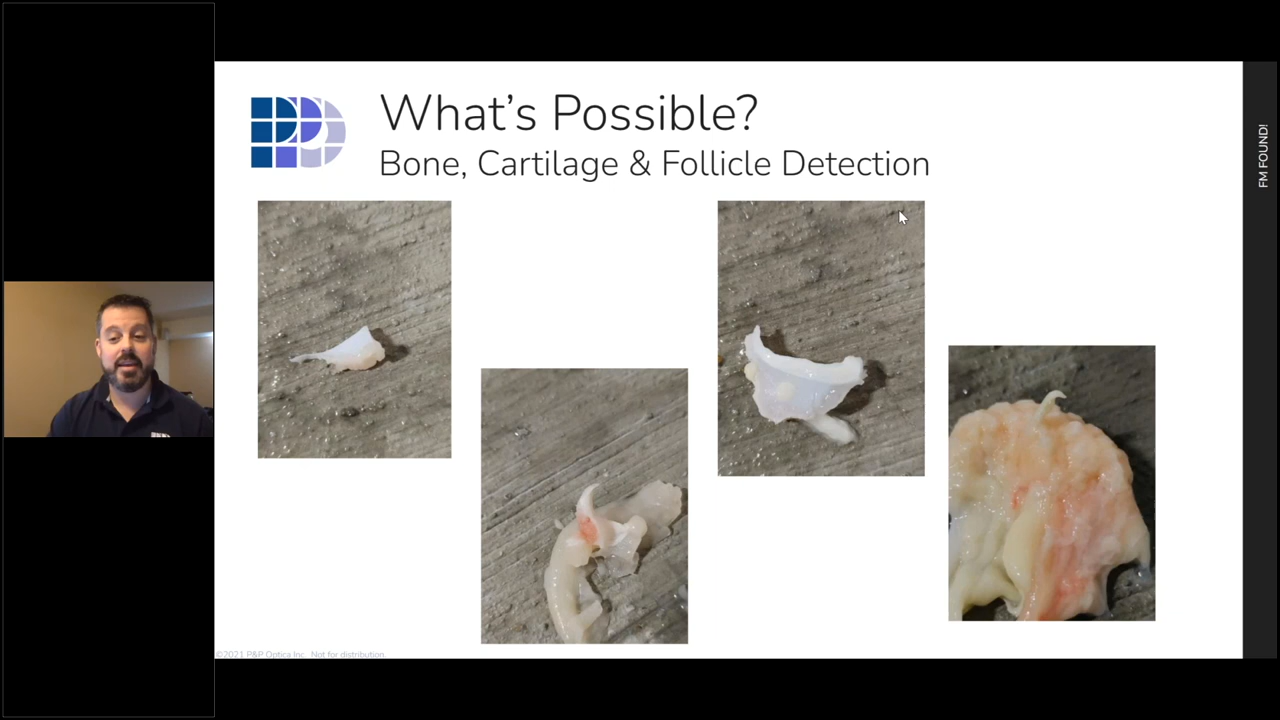 What's Possible?
Bone, Cartilage & Follicle Detection
FM FOUND!
©2021 P&P Optica Inc. Not for distribution.